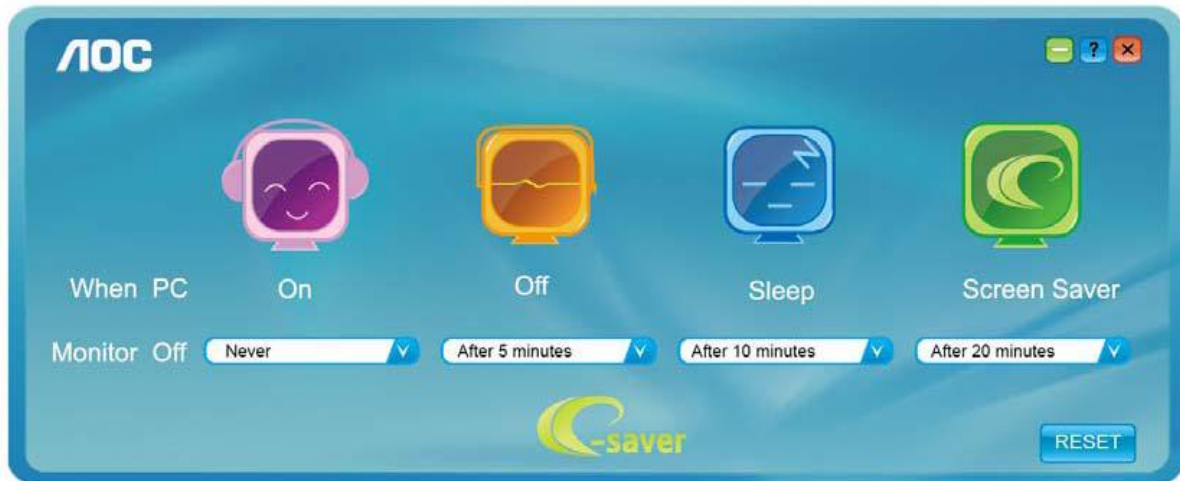 AOC
?
When PC On Off Sleep Screen Saver
Monitor Off Never After 5 minutes After 10 minutes After 20 minutes
e-saver
RESET